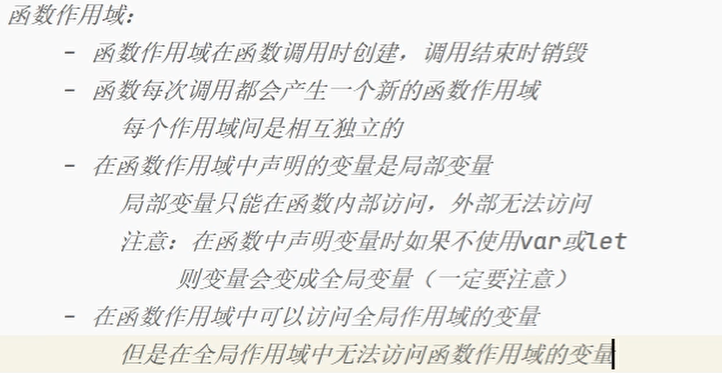 函数作用域：
- 函数作用域在函数调用时创建，调用结束时销毁
- 函数每次调用都会产生一个新的函数作用域
每个作用域间是相互独立的
- 在函数作用域中声明的变量是局部变量
局部变量只能在函数内部访问，外部无法访问
注意：在函数中声明变量时如果不使用var或let
则变量会变成全局变量（一定要注意）
- 在函数作用域中可以访问全局作用域的变量
但是在全局作用域中无法访问函数作用域的变量